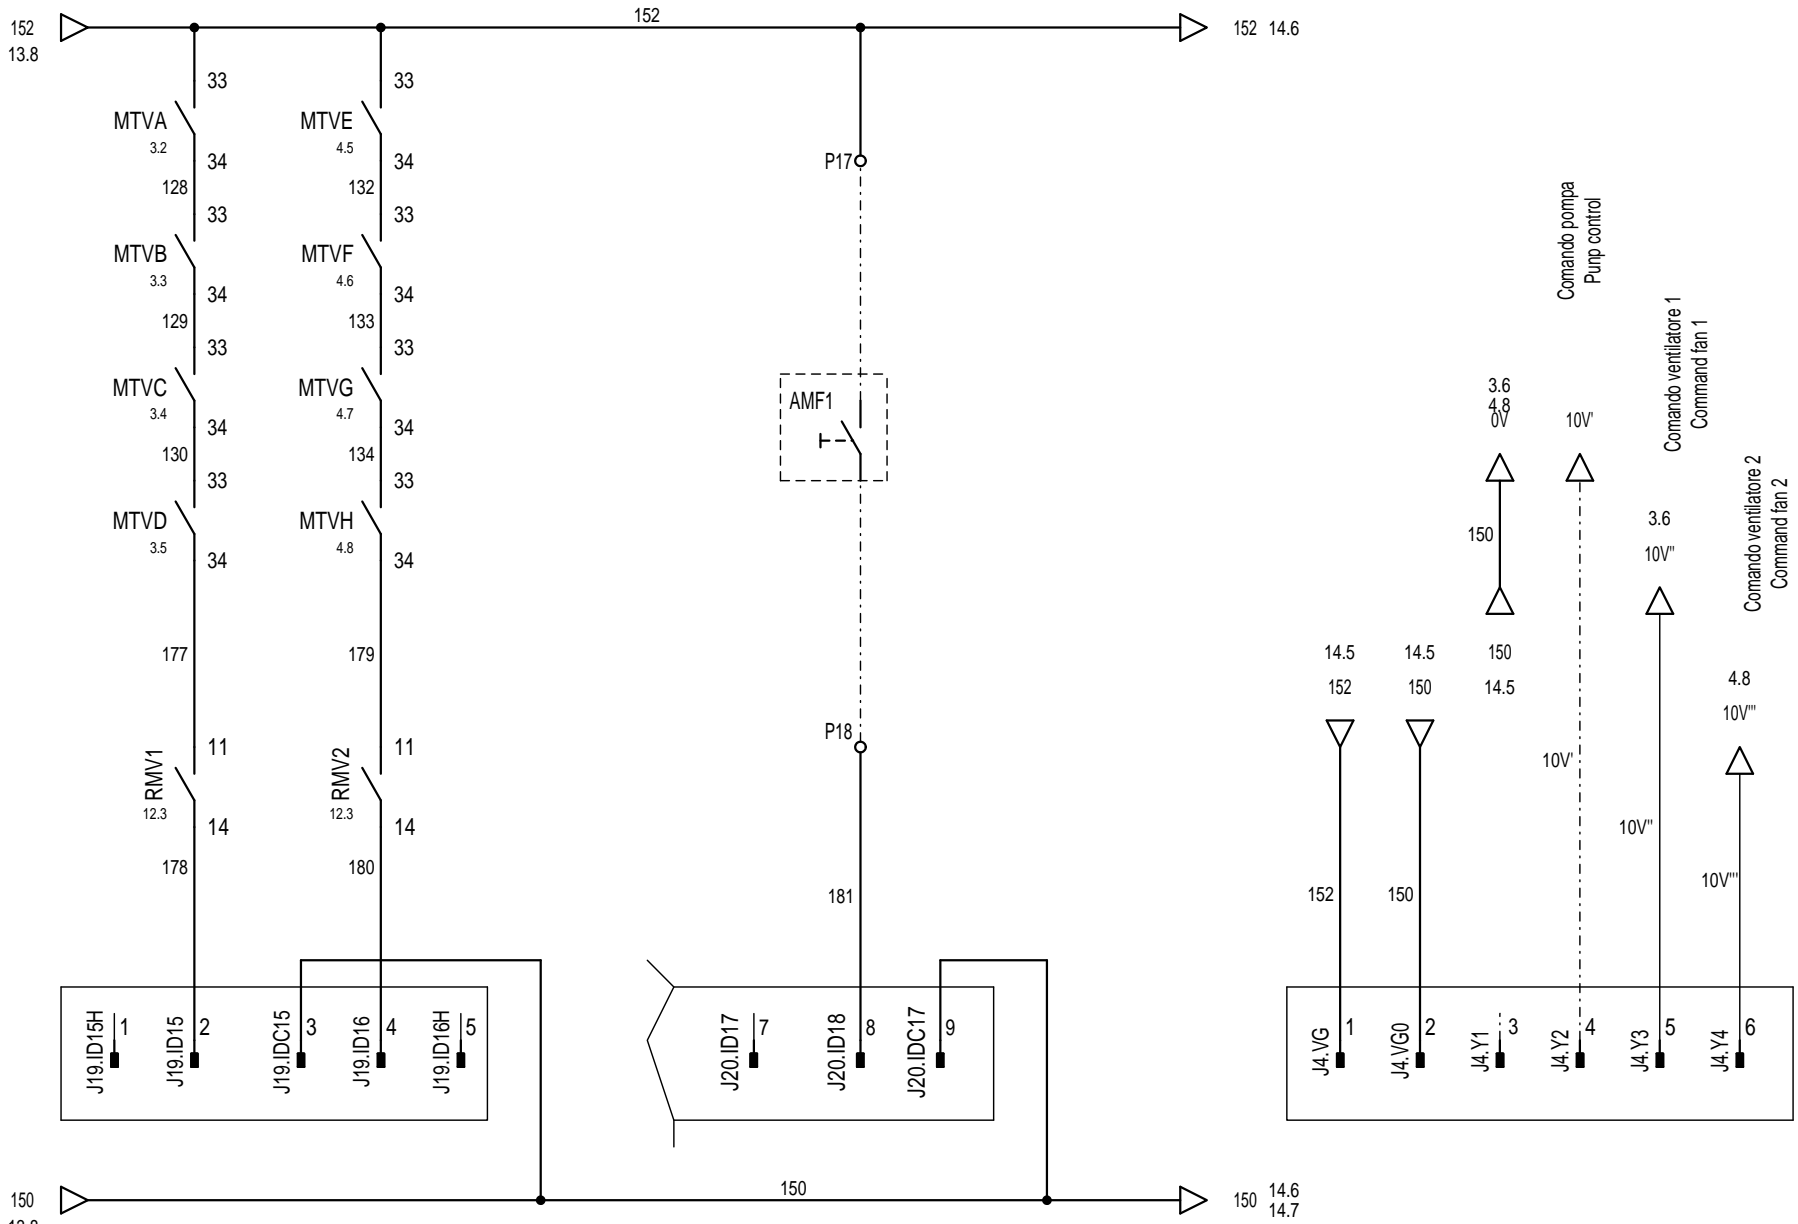 152
13.8
152
152 14.6
33
MTVA
3.2
34
128
33
MTVB
3.3
34
129
33
MTVC
3.4
34
130
33
MTVD
3.5
34
177
11
RMV1
12.3
14
178
33
MTVE
4.5
34
132
33
MTVF
4.6
34
133
33
MTVG
4.7
34
134
33
MTVH
4.8
34
179
11
RMV2
12.3
14
180
P17
AMF1
P18
181
Comando pompa
Punp control
Comando ventilatore 1
Command fan 1
Comando ventilatore 2
Command fan 2
3.6
4.8
0V
150
150
14.5
10V'
10V'
3.6
10V"
10V"
4.8
10V"'
10V"'
14.5
152
152
14.5
150
150
J19.ID15H 1
J19.ID15 2
J19.IDC15 3
J19.ID16 4
J19.ID16H 5
J20.ID17 7
J20.ID18 8
J20.IDC17 9
J4.VG 1
J4.VG0 2
J4.Y1 3
J4.Y2 4
J4.Y3 5
J4.Y4 6
150
150
150 14.6
14.7